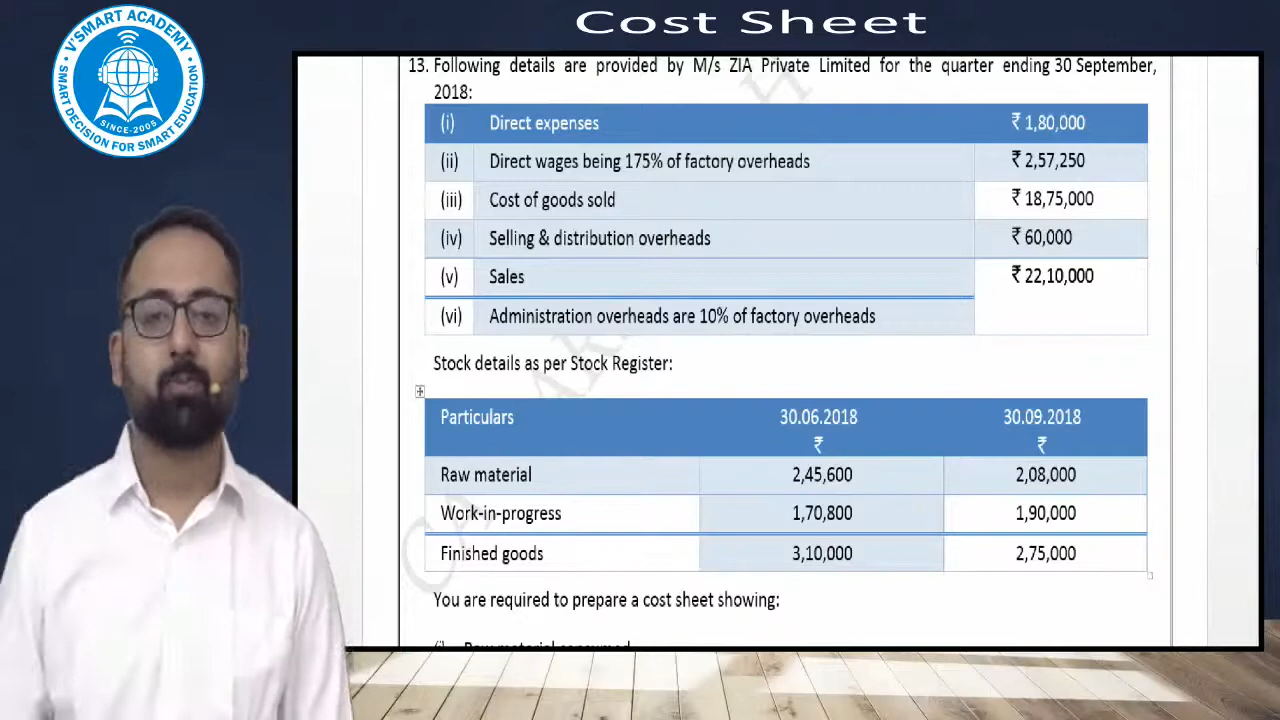 Cost Sheet
V'SMART ACADEMY
SINCE-2005
SMART DECISION FOR SMART EDUCATION
13. Following details are provided by M/s ZIA Private Limited for the quarter ending 30 September,
2018:
(i) Direct expenses ₹ 1,80,000
(ii) Direct wages being 175% of factory overheads ₹ 2,57,250
(iii) Cost of goods sold ₹ 18,75,000
(iv) Selling & distribution overheads ₹ 60,000
(v) Sales ₹ 22,10,000
(vi) Administration overheads are 10% of factory overheads
Stock details as per Stock Register:
Particulars 30.06.2018 30.09.2018
₹ ₹
Raw material 2,45,600 2,08,000
Work-in-progress 1,70,800 1,90,000
Finished goods 3,10,000 2,75,000
You are required to prepare a cost sheet showing: